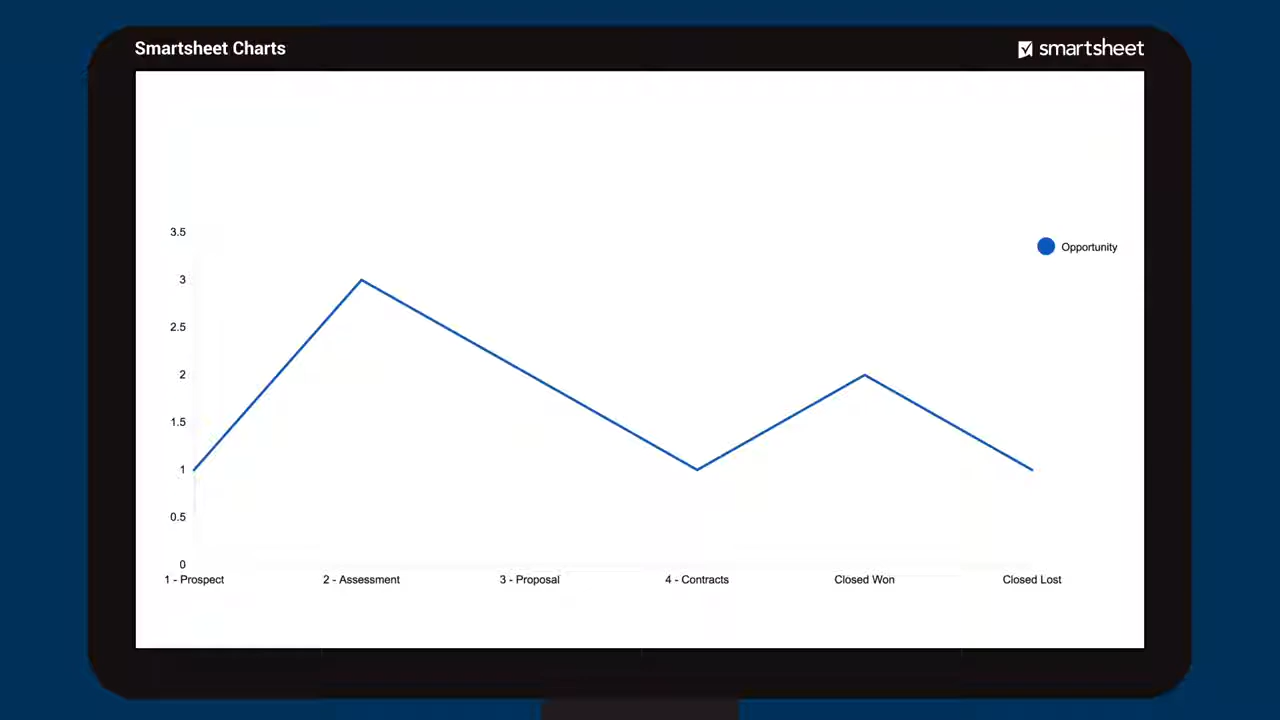 Smartsheet Charts
smartsheet
3.5
Opportunity
3
2.5
2
1.5
1
0.5
0
1 - Prospect
2 - Assessment
3 - Proposal
4 - Contracts
Closed Won
Closed Lost